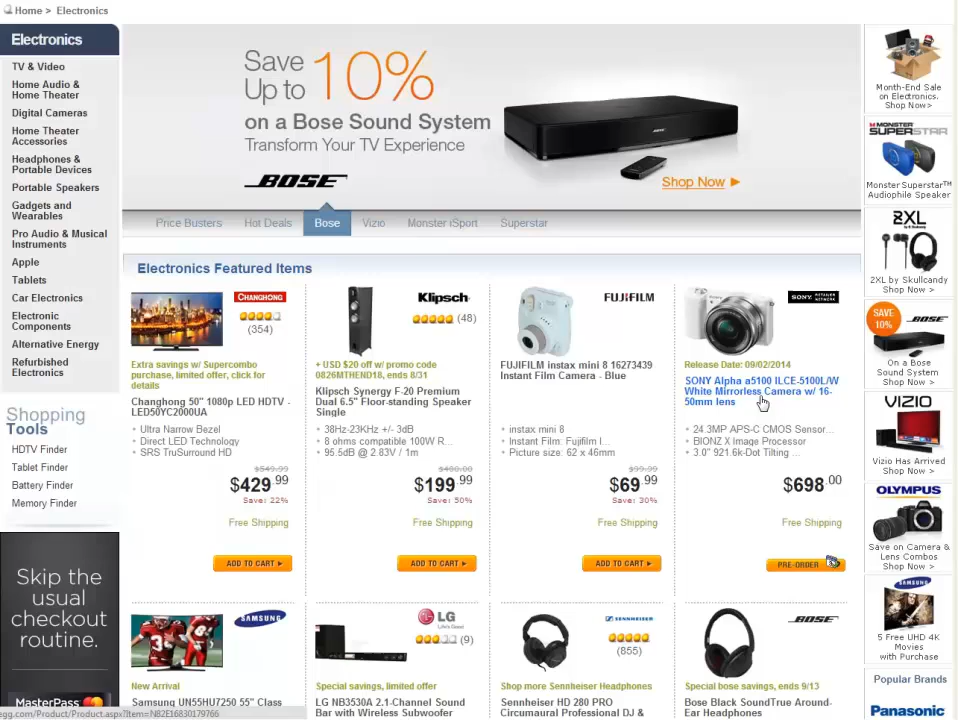 Home > Electronics
Electronics
TV & Video
Home Audio &
Home Theater
Digital Cameras
Home Theater
Accessories
Headphones &
Portable Devices
Portable Speakers
Gadgets and
Wearables
Pro Audio & Musical
Instruments
Apple
Tablets
Car Electronics
Electronic
Components
Alternative Energy
Refurbished
Electronics
Shopping
Tools
HDTV Finder
Tablet Finder
Battery Finder
Memory Finder
Skip the
usual
checkout
routine.
MasterPass
egg.com/Product/Product.aspx?Item=N82E16830179766
Save
Up to 10%
on a Bose Sound System
Transform Your TV Experience
BOSE
Shop Now
Price Busters Hot Deals Bose Vizio Monster iSport Superstar
Electronics Featured Items
CHANGHONG
(354)
Extra savings w/ Supercombo
purchase, limited offer, click for
details
Changhong 50" 1080p LED HDTV -
LED50YC2000UA
Ultra Narrow Bezel
Direct LED Technology
SRS TruSurround HD
$549.99
$429.99
Save: 22%
Free Shipping
ADD TO CART
Klipsch
(48)
+ USD $20 off w/ promo code
0826MTHEND18, ends 8/31
Klipsch Synergy F-20 Premium
Dual 6.5" Floor-standing Speaker
Single
38Hz-23KHz +/- 3dB
8 ohms compatible 100W R...
95.5dB @ 2.83V / 1m
$400.00
$199.99
Save: 50%
Free Shipping
ADD TO CART
FUJIFILM
FUJIFILM instax mini 8 16273439
Instant Film Camera - Blue
instax mini 8
Instant Film: Fujifilm I...
Picture size: 62 x 46mm
$99.99
$69.99
Save: 30%
Free Shipping
ADD TO CART
SONY
Release Date: 09/02/2014
SONY Alpha a5100 ILCE-5100L/W
White Mirrorless Camera w/ 16-
50mm lens
24.3MP APS-C CMOS Sensor...
BIONZ X Image Processor
3.0" 921.6k-Dot Tilting ...
$698.00
Free Shipping
PRE-ORDER
SAMSUNG
New Arrival
Samsung UN55HU7250 55" Class
LG
Life's Good
(9)
Special savings, limited offer
LG NB3530A 2.1-Channel Sound
Bar with Wireless Subwoofer
SENNHEISER
(855)
Shop more Sennheiser Headphones
Sennheiser HD 280 PRO
Circumaural Professional DJ &
BOSE
Special bose savings, ends 9/13
Bose Black SoundTrue Around-
Ear Headphones
Month-End Sale
on Electronics.
Shop Now>
MONSTER
SUPERSTAR
Monster Superstar™
Audiophile Speaker
2XL
2XL by Skullcandy
Shop Now >
SAVE
10%
BOSE
On a Bose
Sound System
Shop Now >
VIZIO
Vizio Has Arrived
Shop Now >
OLYMPUS
Save on Camera &
Lens Combos
Shop Now >
SAMSUNG
5 Free UHD 4K
Movies
with Purchase
Popular Brands
Panasonic